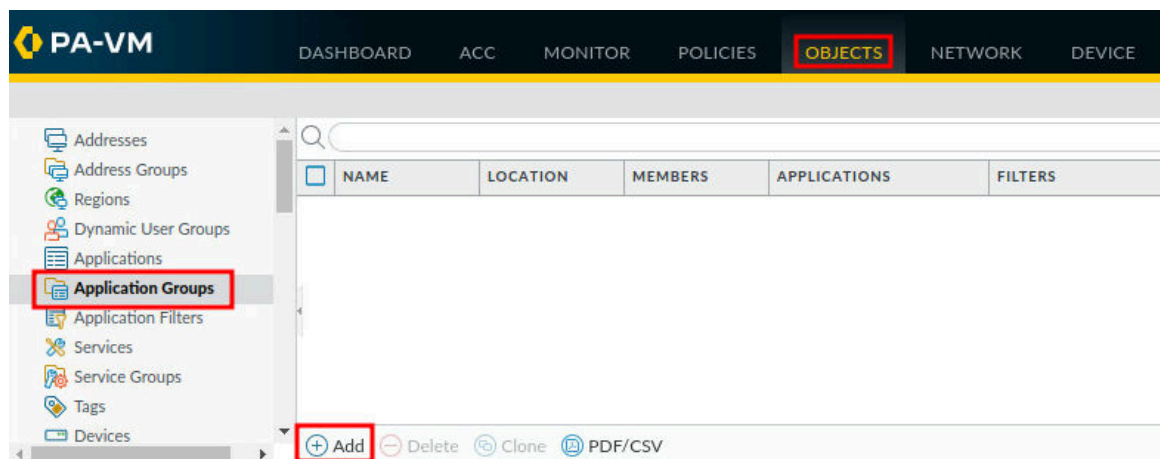 PA-VM
DASHBOARD ACC MONITOR POLICIES OBJECTS NETWORK DEVICE
Addresses
Address Groups
Regions
Dynamic User Groups
Applications
Application Groups
Application Filters
Services
Service Groups
Tags
Devices
NAME LOCATION MEMBERS APPLICATIONS FILTERS
Add Delete Clone PDF/CSV